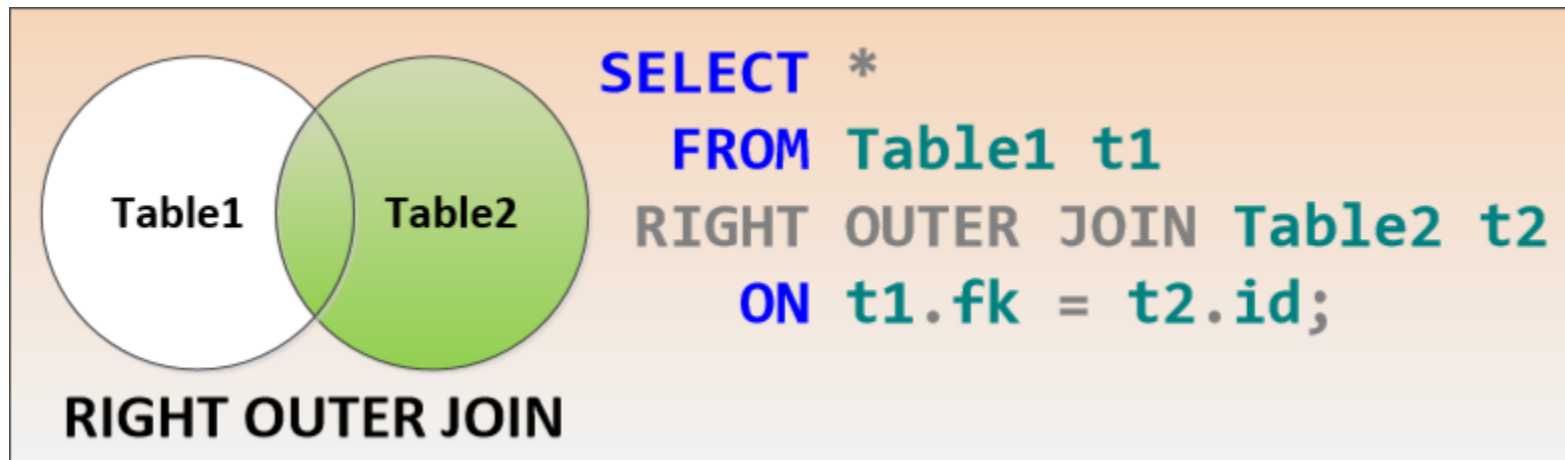 Table1
Table2
RIGHT OUTER JOIN
SELECT *
FROM Table1 t1
RIGHT OUTER JOIN Table2 t2
ON t1.fk = t2.id;